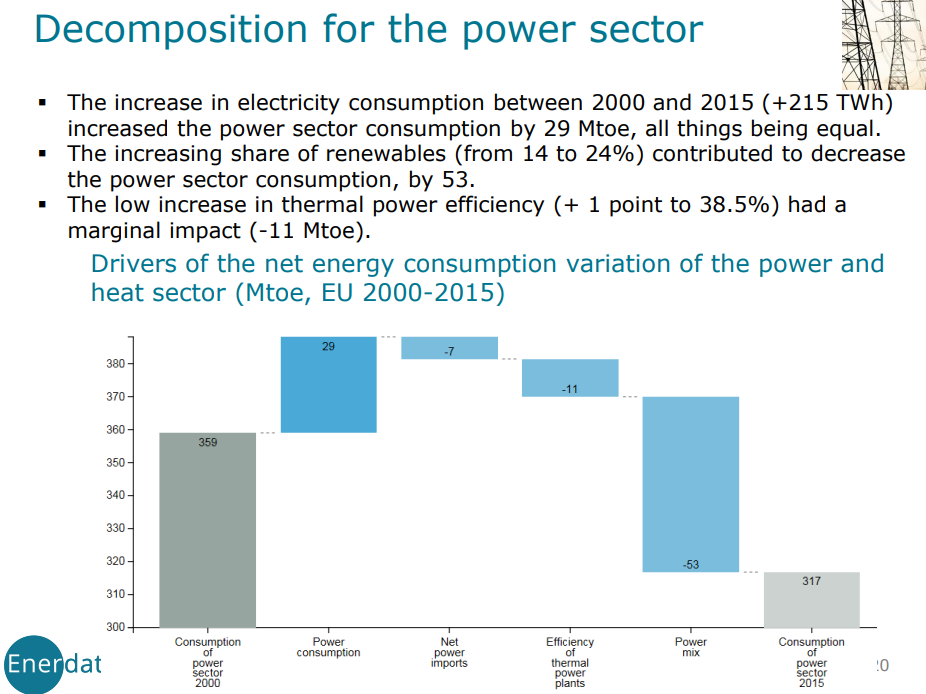 Decomposition for the power sector
▪ The increase in electricity consumption between 2000 and 2015 (+215 TWh)
increased the power sector consumption by 29 Mtoe, all things being equal.
▪ The increasing share of renewables (from 14 to 24%) contributed to decrease
the power sector consumption, by 53.
▪ The low increase in thermal power efficiency (+ 1 point to 38.5%) had a
marginal impact (-11 Mtoe).
Drivers of the net energy consumption variation of the power and
heat sector (Mtoe, EU 2000-2015)
380
370
360
350
340
330
320
310
300
359
29
-7
-11
-53
317
Consumption
of
power
sector
2000
Power
consumption
Net
power
imports
Efficiency
of
thermal
power
plants
Power
mix
Consumption
of
power
sector
2015
Enerdat
20